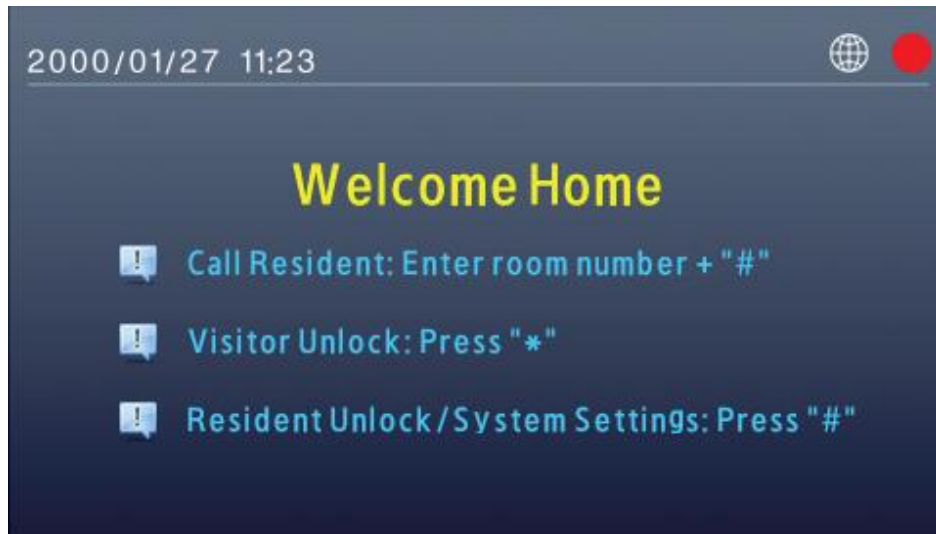 2000/01/27 11:23
Welcome Home
! Call Resident: Enter room number + "#"
! Visitor Unlock: Press "*"
! Resident Unlock/System Settings: Press "#"